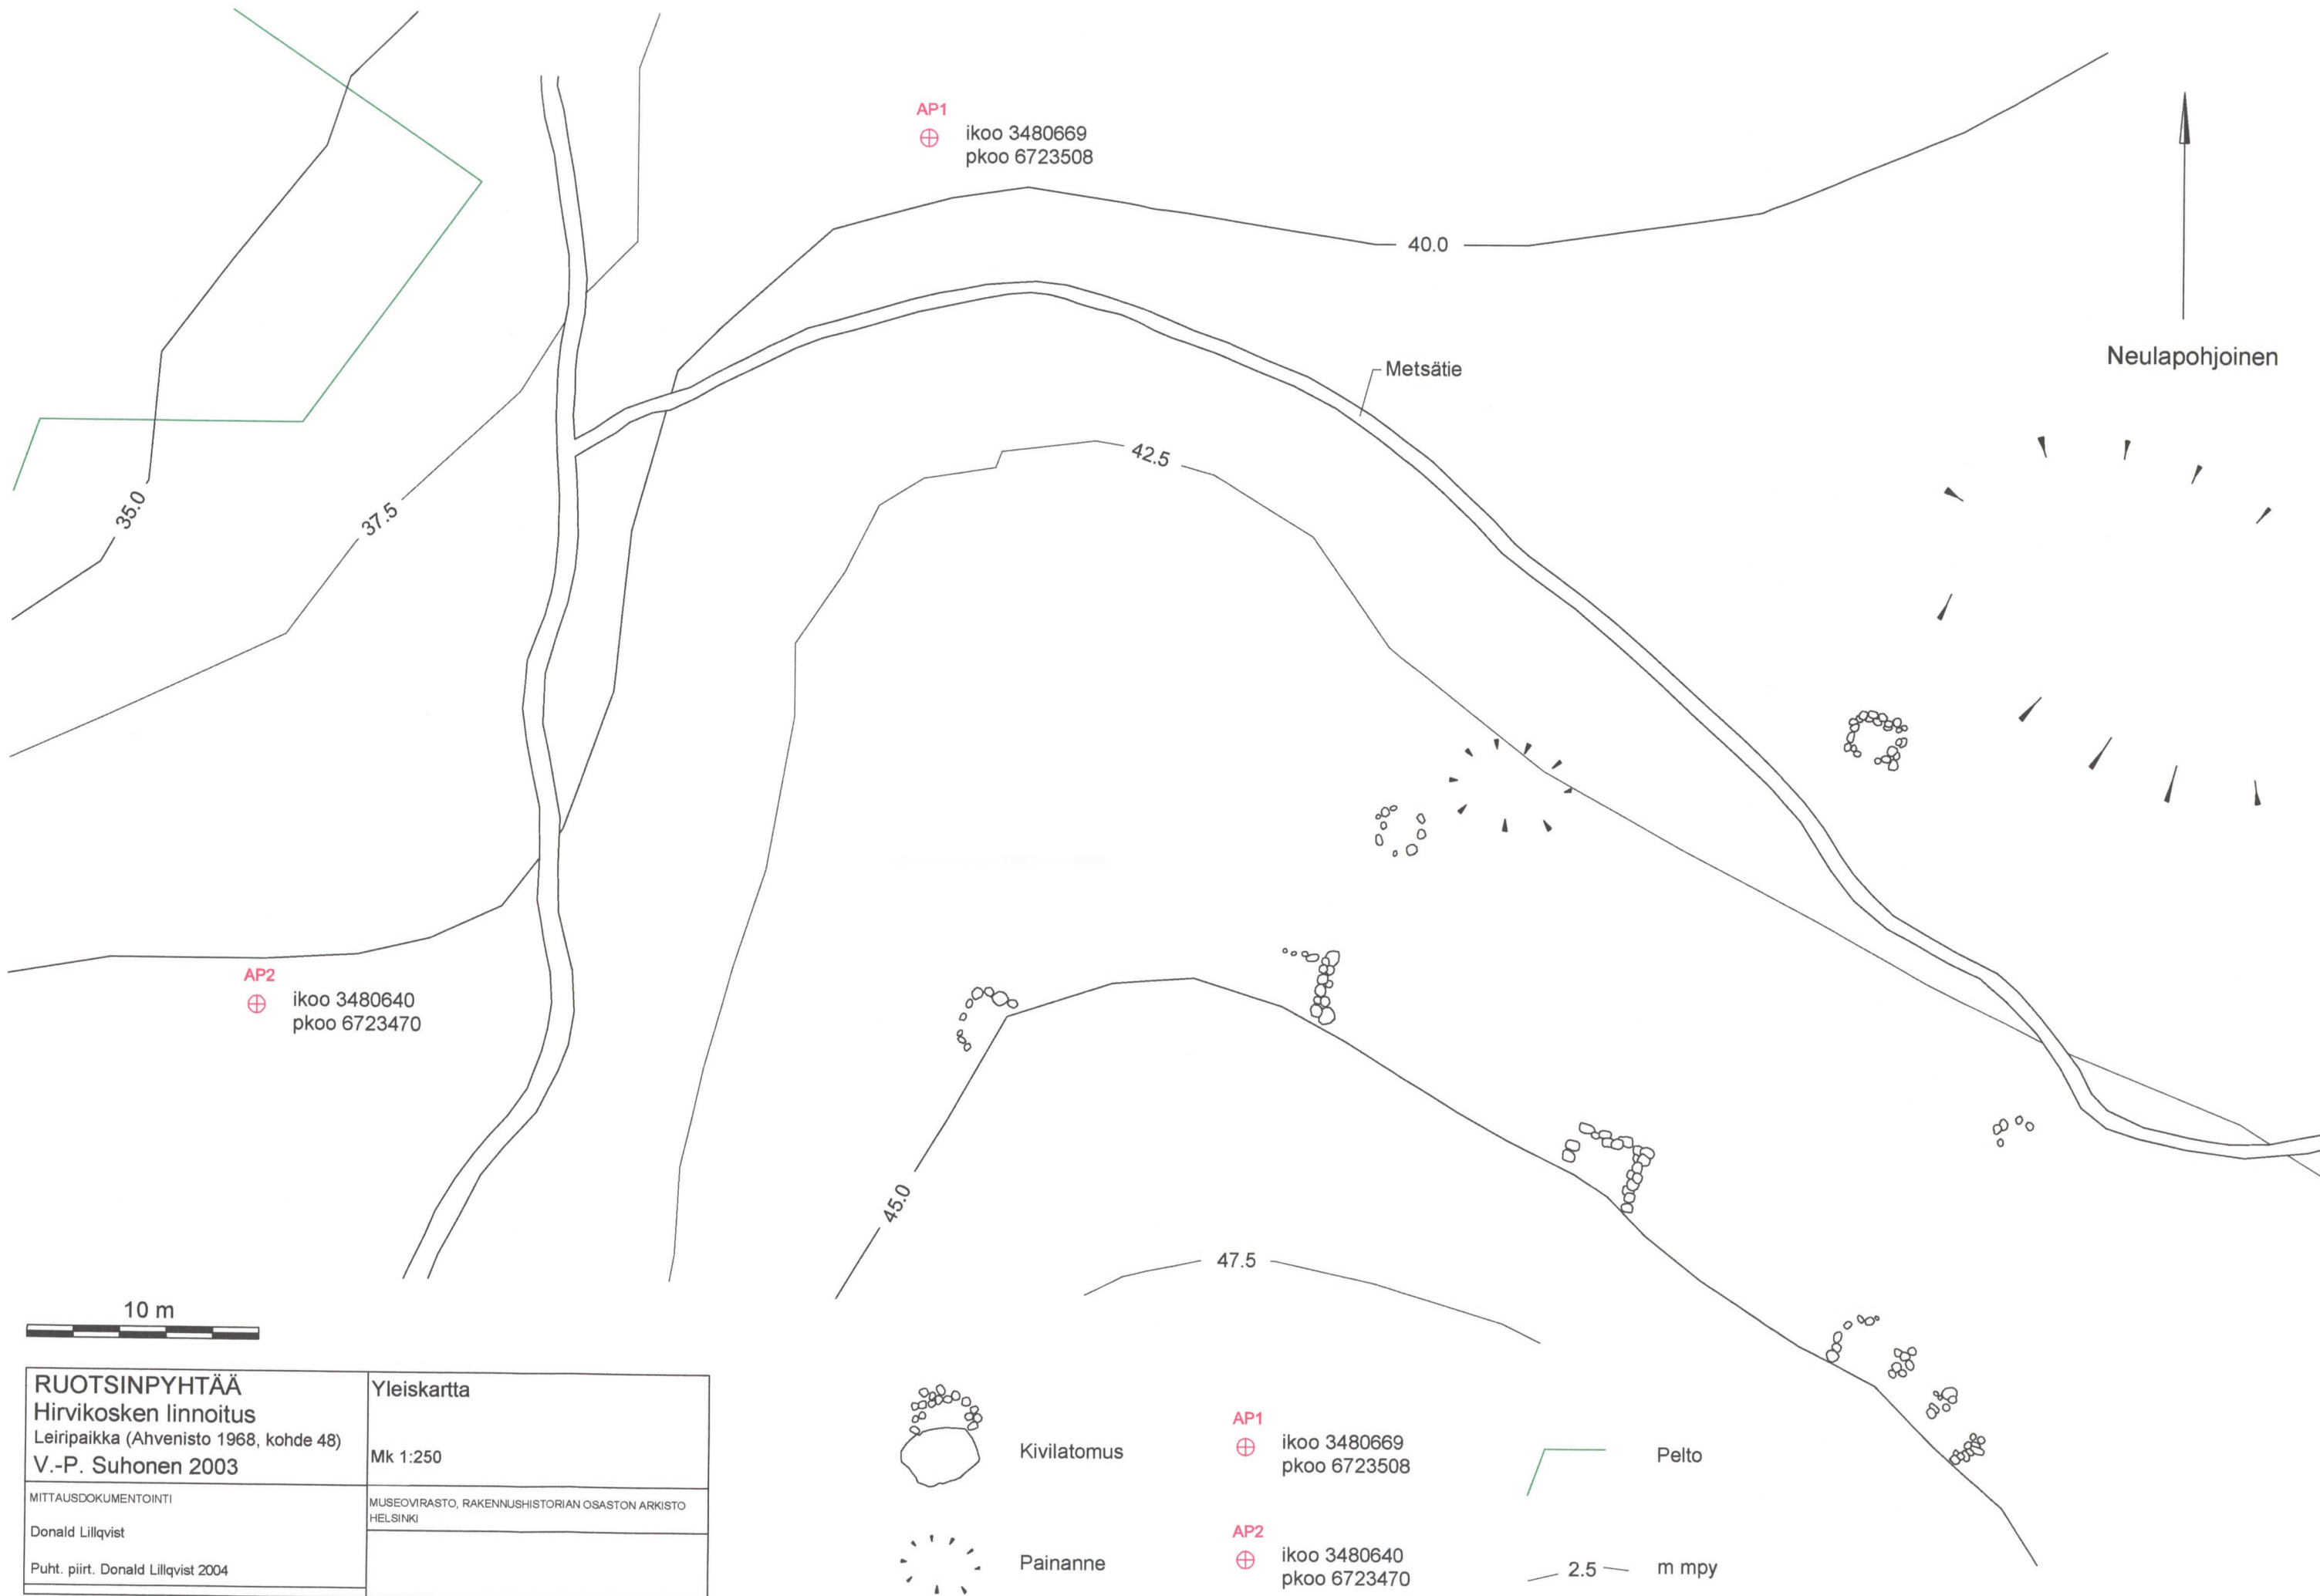 AP1
ikoo 3480669
pkoo 6723508
40.0
Neulapohjoinen
Metsätie
42.5
35.0
37.5
AP2
ikoo 3480640
pkoo 6723470
45.0
47.5
10 m
RUOTSINPYHTÄÄ
Hirvikosken linnoitus
Leiripaikka (Ahvenisto 1968, kohde 48)
V.-P. Suhonen 2003
Yleiskartta
Mk 1:250
MITTAUSDOKUMENTOINTI
Donald Lillqvist
Puht. piirt. Donald Lillqvist 2004
MUSEOVIRASTO, RAKENNUSHISTORIAN OSASTON ARKISTO
HELSINKI
Kivilatomus
Painanne
AP1
ikoo 3480669
pkoo 6723508
AP2
ikoo 3480640
pkoo 6723470
Pelto
2.5
m mpy